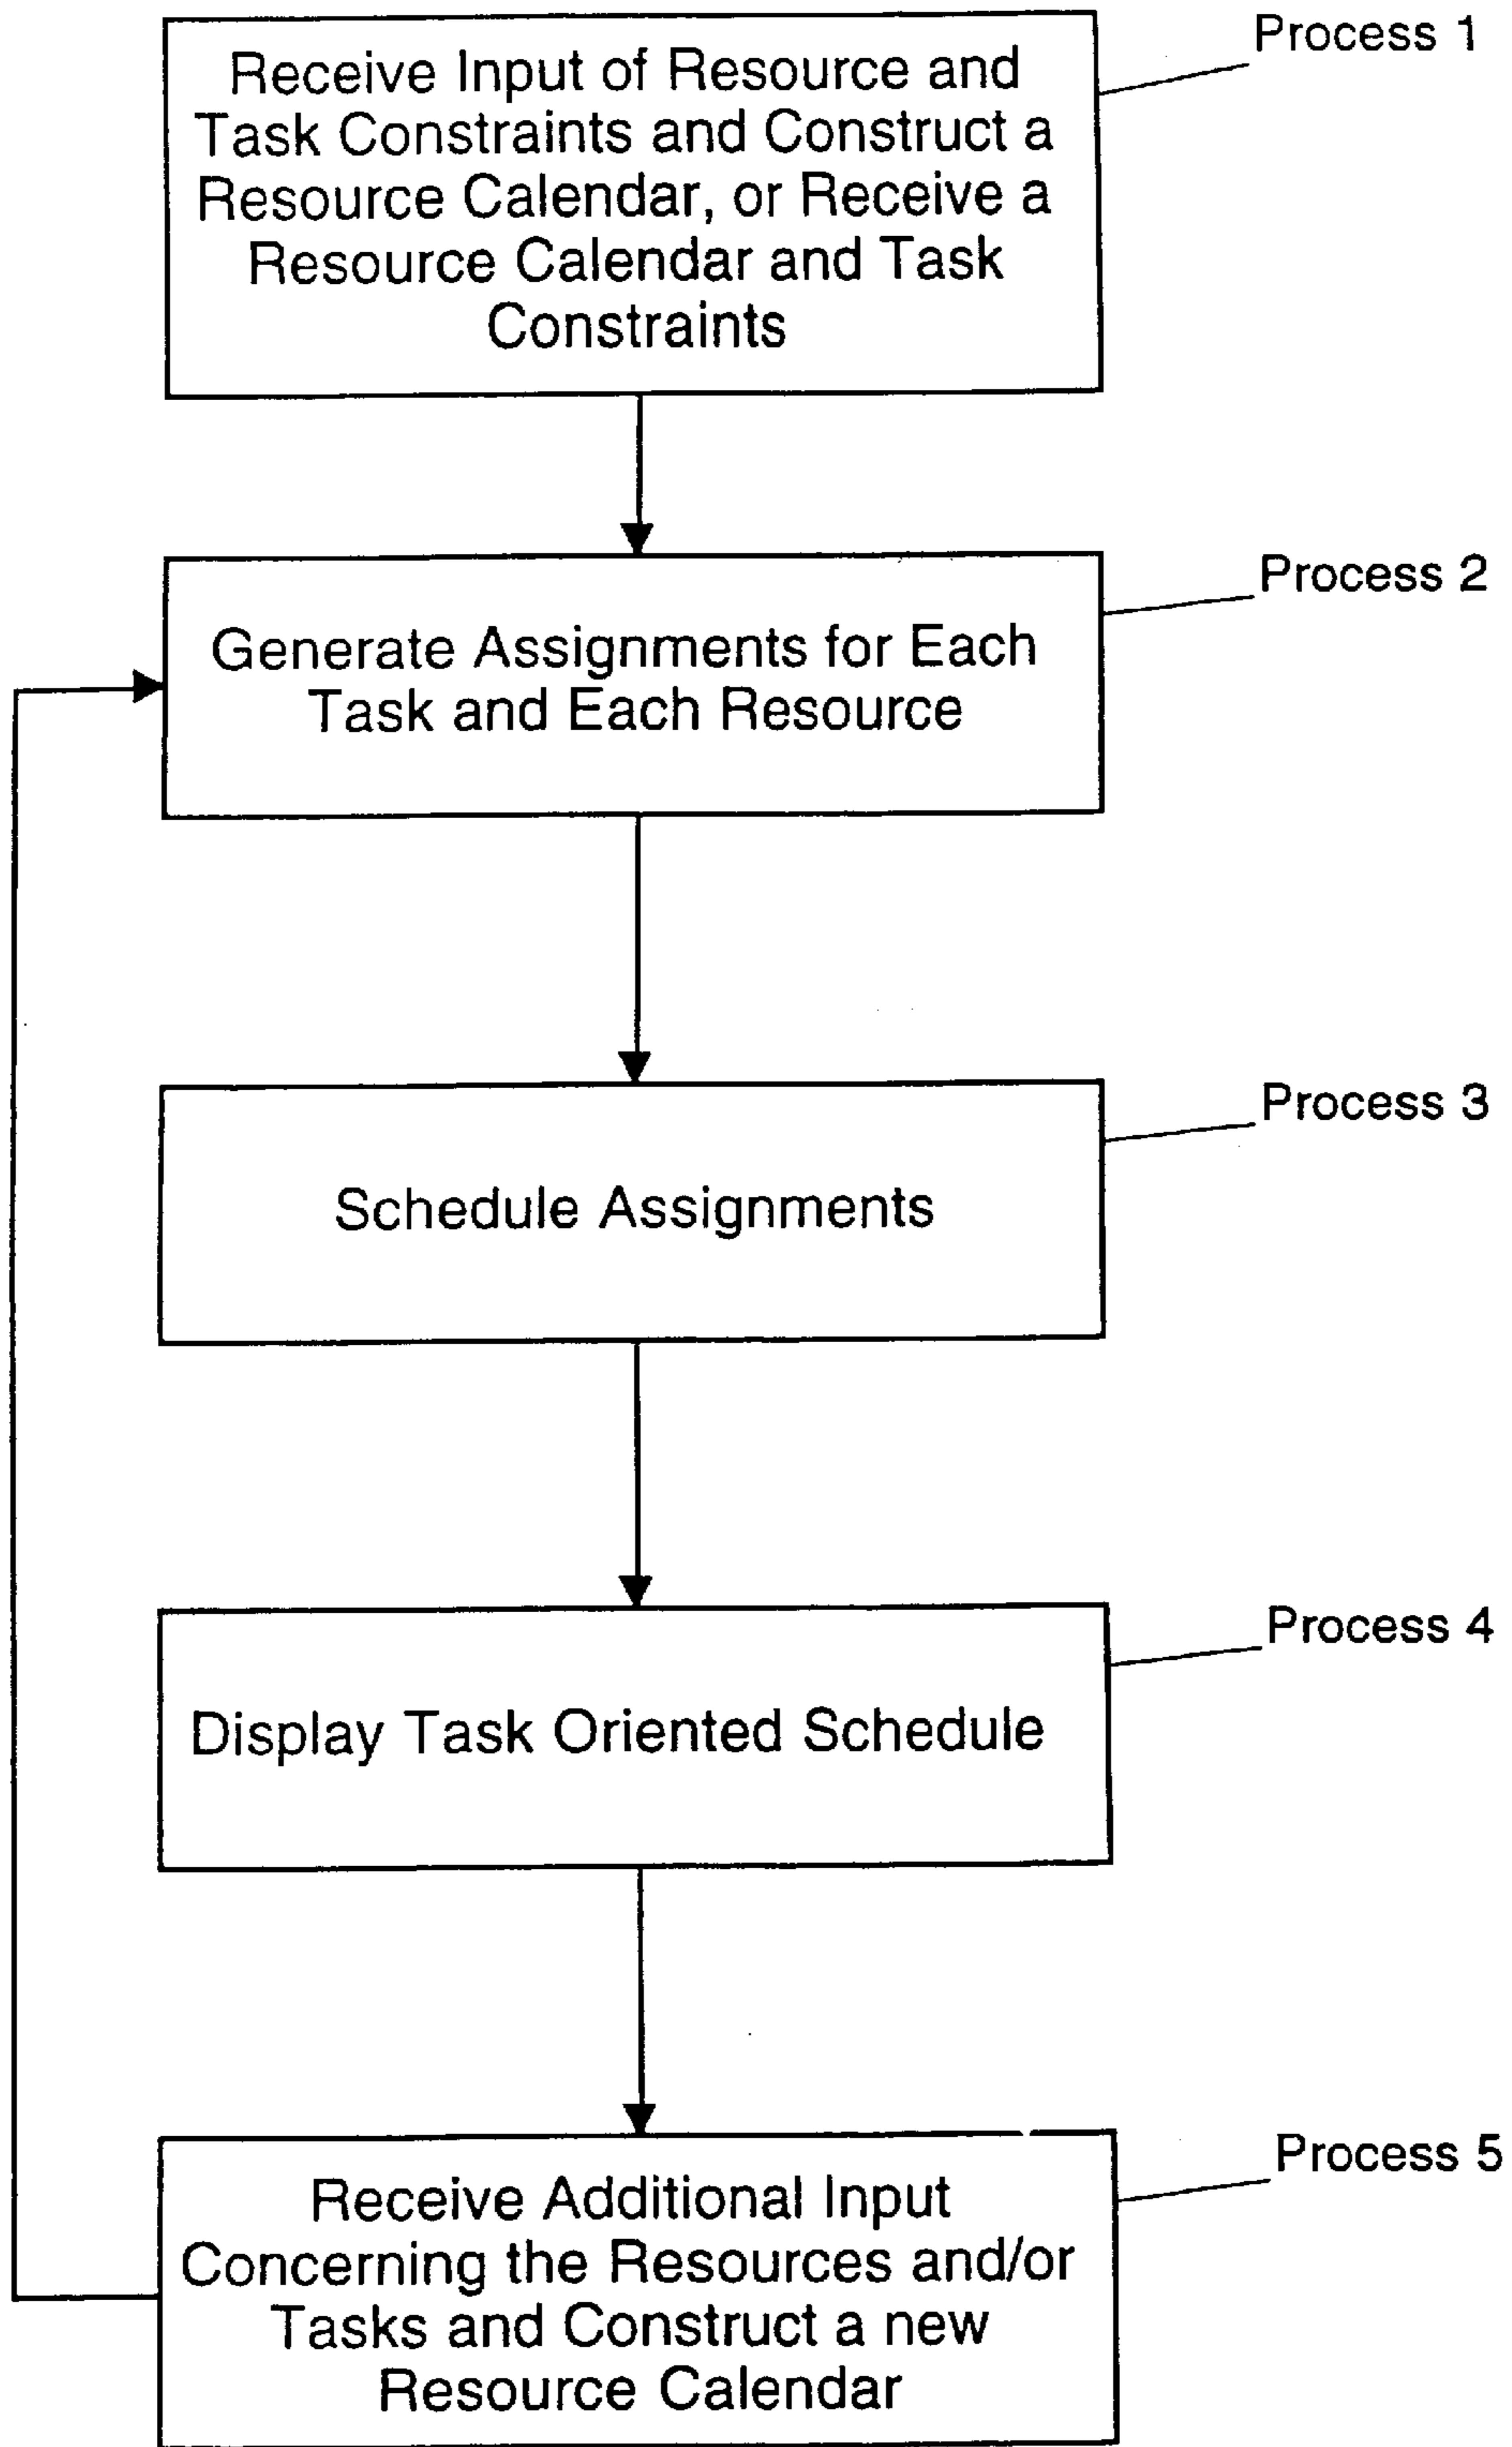 Process 1
Receive Input of Resource and
Task Constraints and Construct a
Resource Calendar, or Receive a
Resource Calendar and Task
Constraints
Process 2
Generate Assignments for Each
Task and Each Resource
Process 3
Schedule Assignments
Process 4
Display Task Oriented Schedule
Process 5
Receive Additional Input
Concerning the Resources and/or
Tasks and Construct a new
Resource Calendar